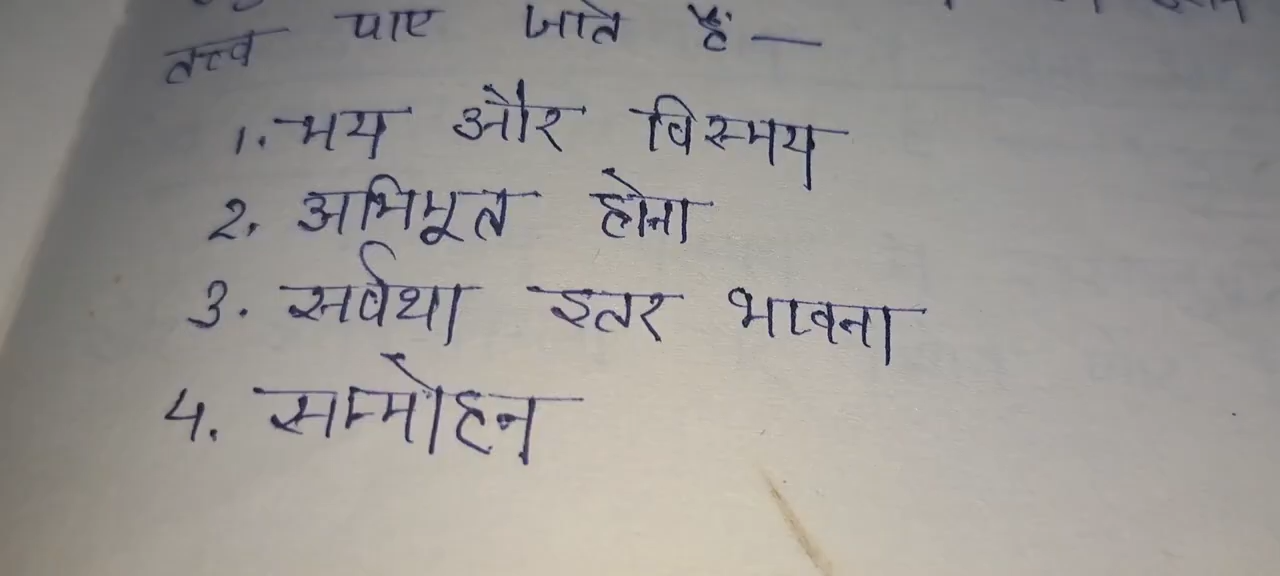 तत्त्व पाए जाते हैं —
1. भय और विस्मय
2. अभिभूत होना
3. सर्वथा इतर भावना
4. सम्मोहन